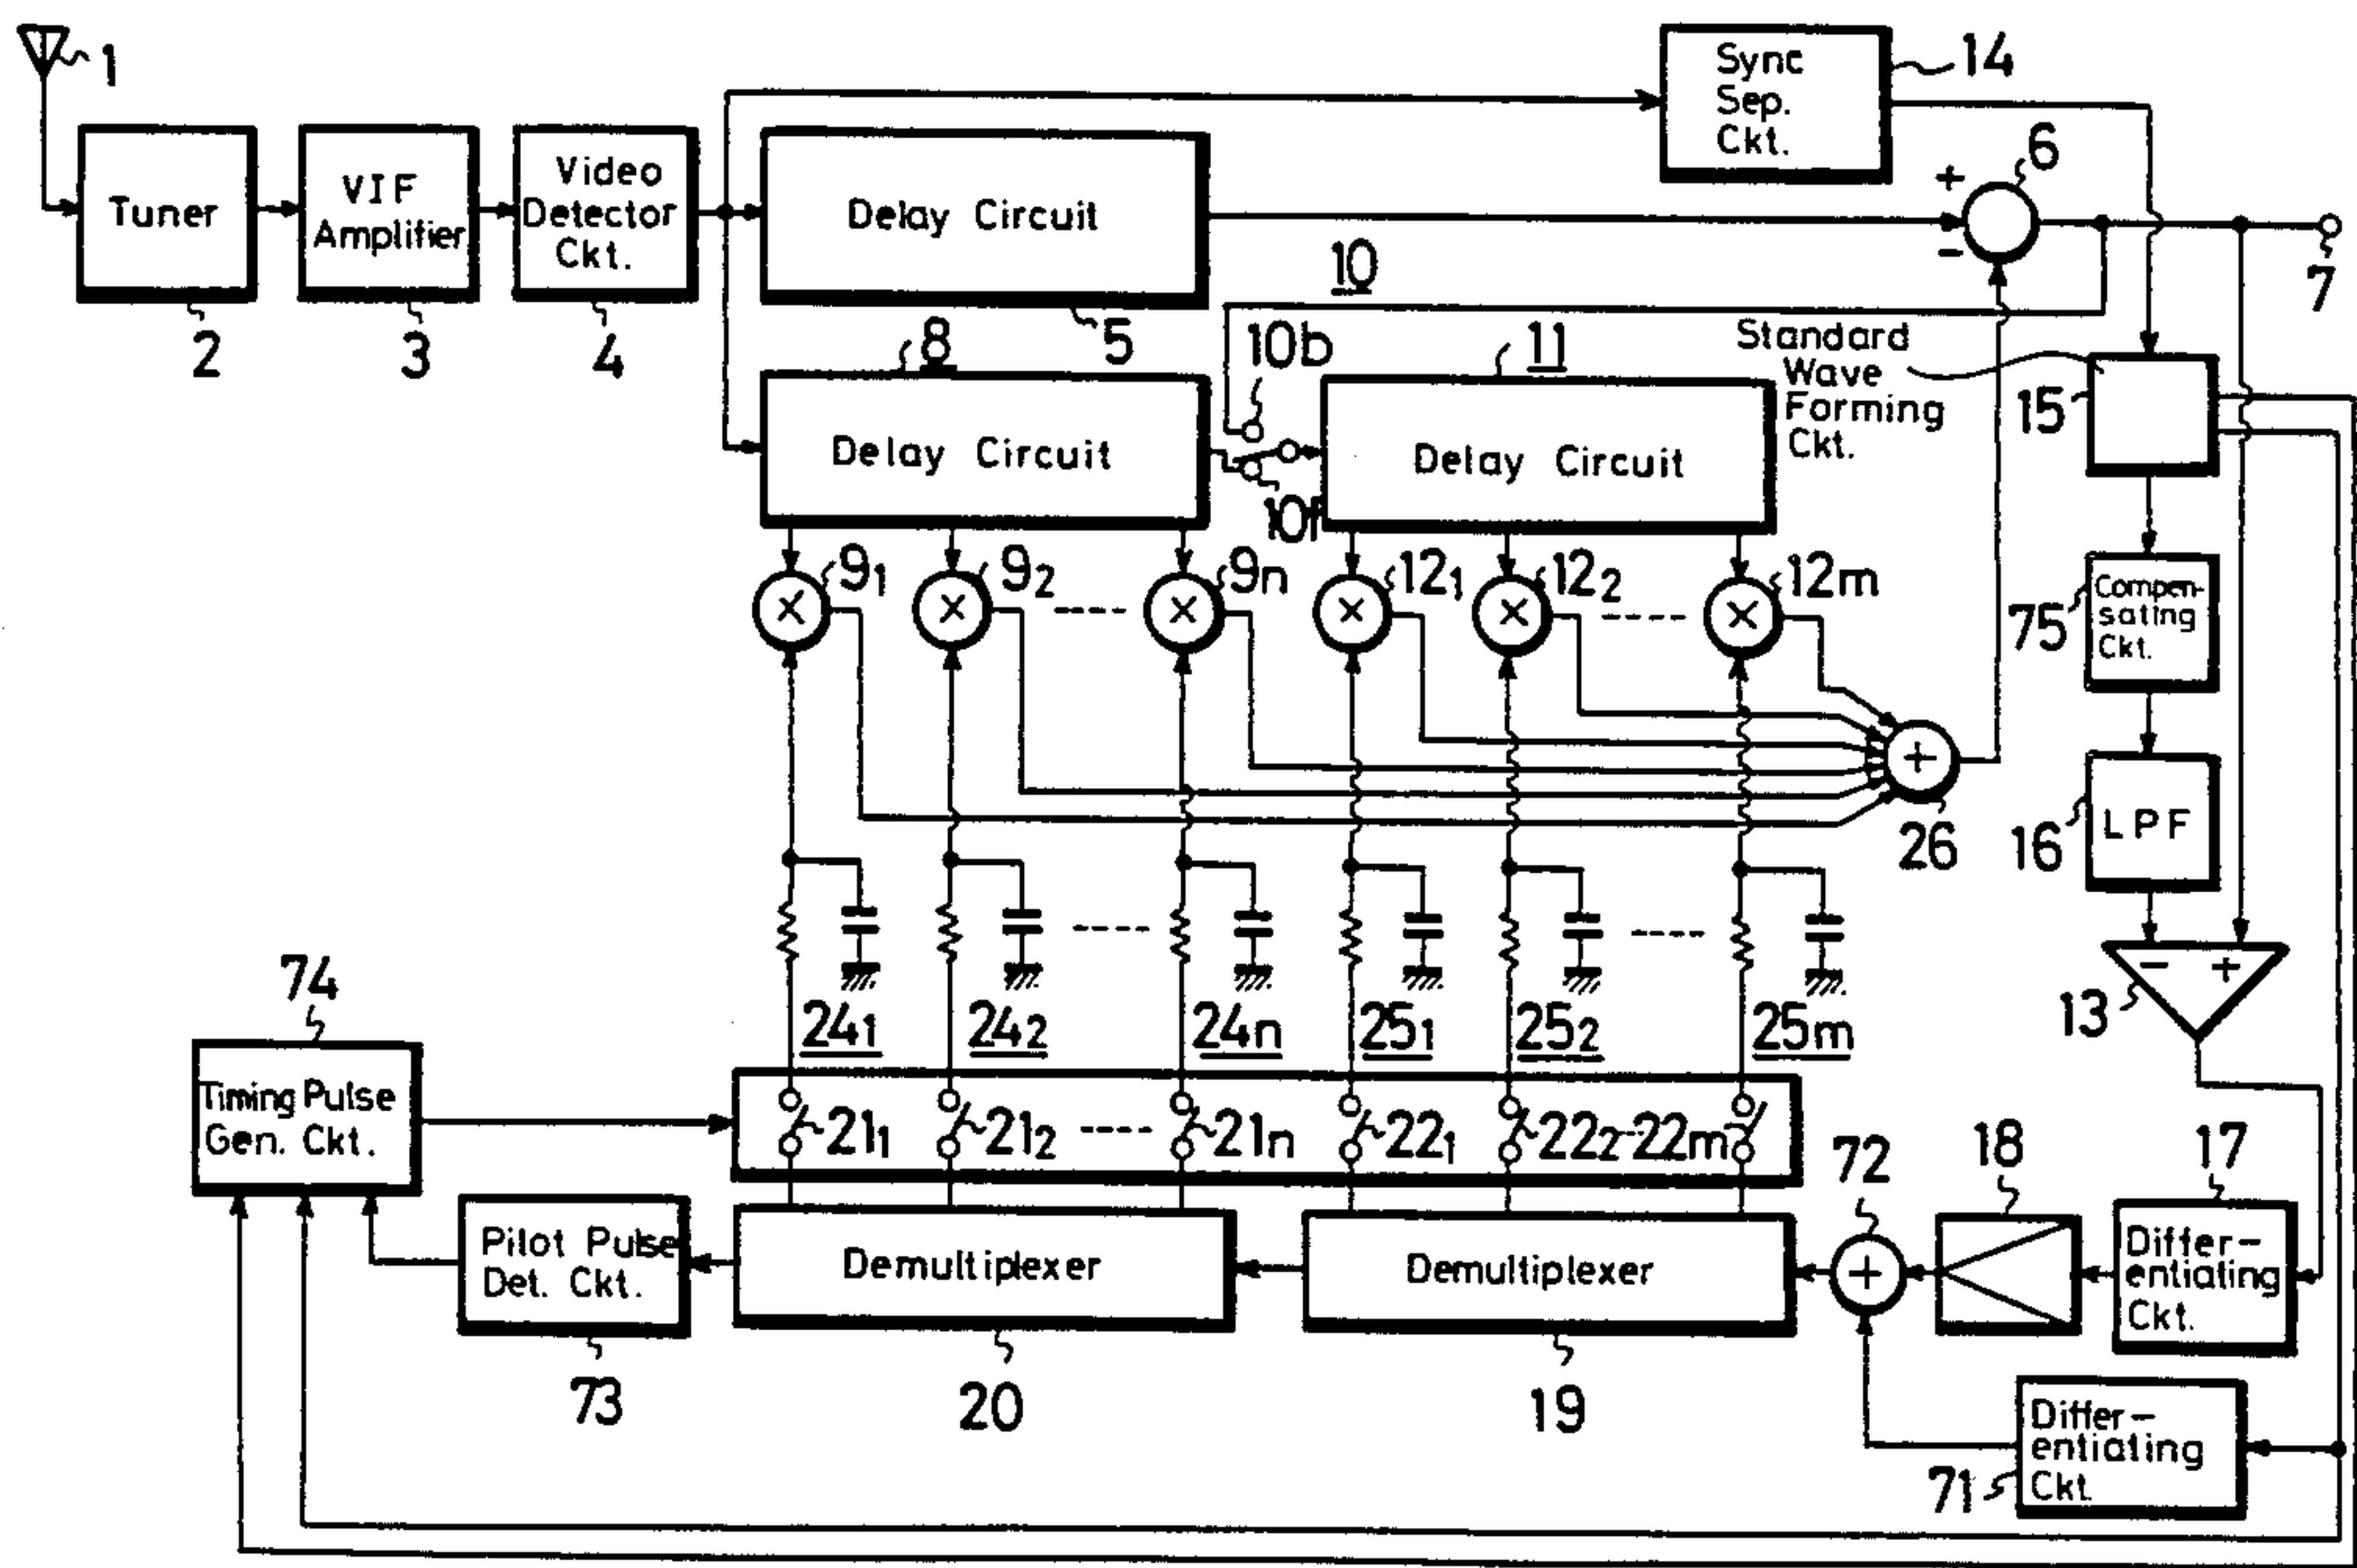 1
Tuner
2
VIF
Amplifier
3
Video
Detector
Ckt.
4
Delay Circuit
5
Sync
Sep.
Ckt.
14
+
−
6
7
10
8
Delay Circuit
10b
10f
11
Delay Circuit
Standard
Wave
Forming
Ckt.
15
9₁
9₂
----
9n
12₁
12₂
----
12m
×
×
×
×
×
×
Compen-
sating
Ckt.
75
+
26
LPF
16
----
----
− +
13
24₁
24₂
24n
25₁
25₂
25m
74
Timing Pulse
Gen. Ckt.
21₁
21₂
----
21n
22₁
22₂--22m
72
+
18
17
Differ-
entiating
Ckt.
Pilot Pulse
Det. Ckt.
73
Demultiplexer
20
Demultiplexer
19
Differ-
entiating
Ckt
71